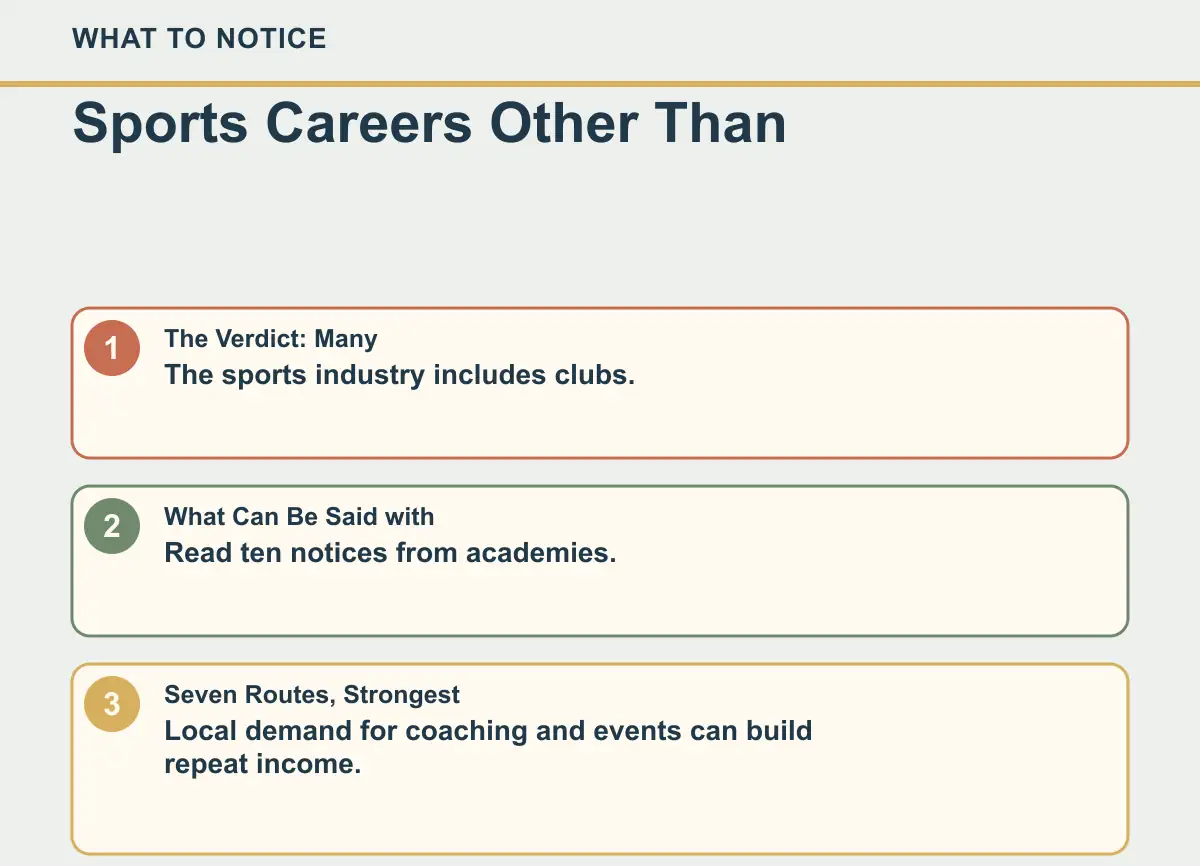 WHAT TO NOTICE
Sports Careers Other Than
1
The Verdict: Many
The sports industry includes clubs.
2
What Can Be Said with
Read ten notices from academies.
3
Seven Routes, Strongest
Local demand for coaching and events can build
repeat income.